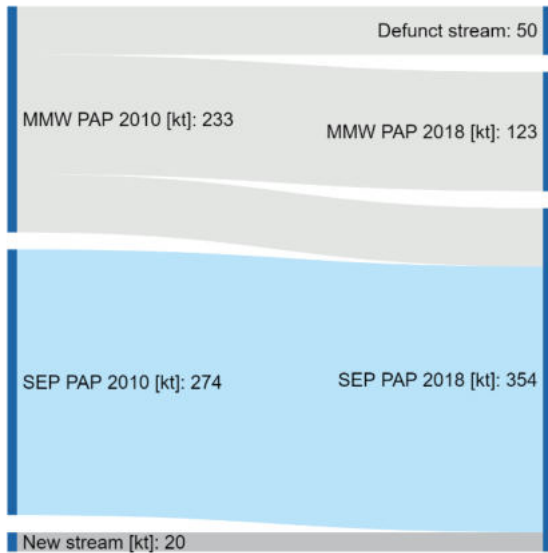 Defunct stream: 50
MMW PAP 2010 [kt]: 233
MMW PAP 2018 [kt]: 123
SEP PAP 2010 [kt]: 274
SEP PAP 2018 [kt]: 354
New stream [kt]: 20